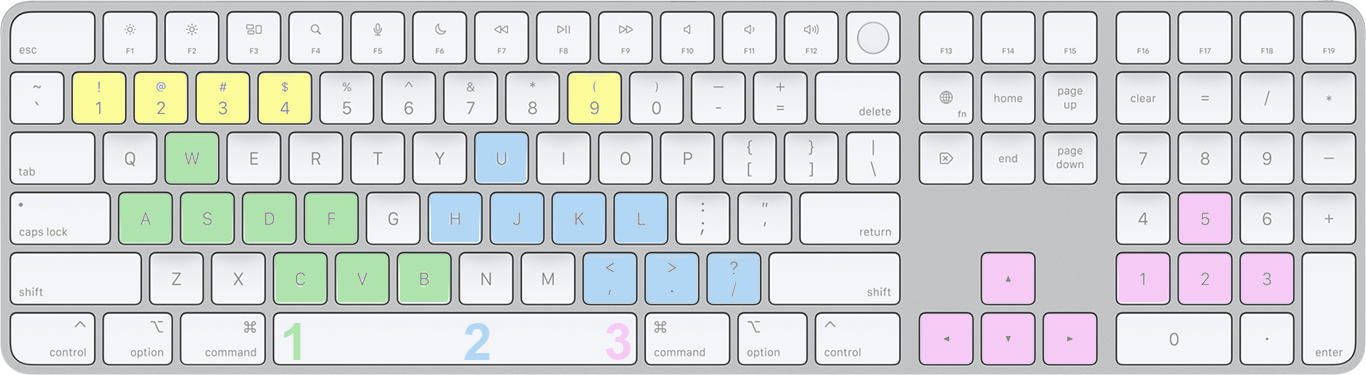 esc F1 F2 F3 F4 F5 F6 F7 F8 F9 F10 F11 F12 F13 F14 F15 F16 F17 F18 F19
~ ! @ # $ % ^ & * ( ) — +
` 1 2 3 4 5 6 7 8 9 0 - = delete fn home page up clear = / *
tab Q W E R T Y U I O P { [ } ] | \ end page down 7 8 9 −
caps lock A S D F G H J K L : ; " ' return 4 5 6 +
shift Z X C V B N M < , > . ? / shift 1 2 3
control option command 1 2 3 command option control 0 . enter